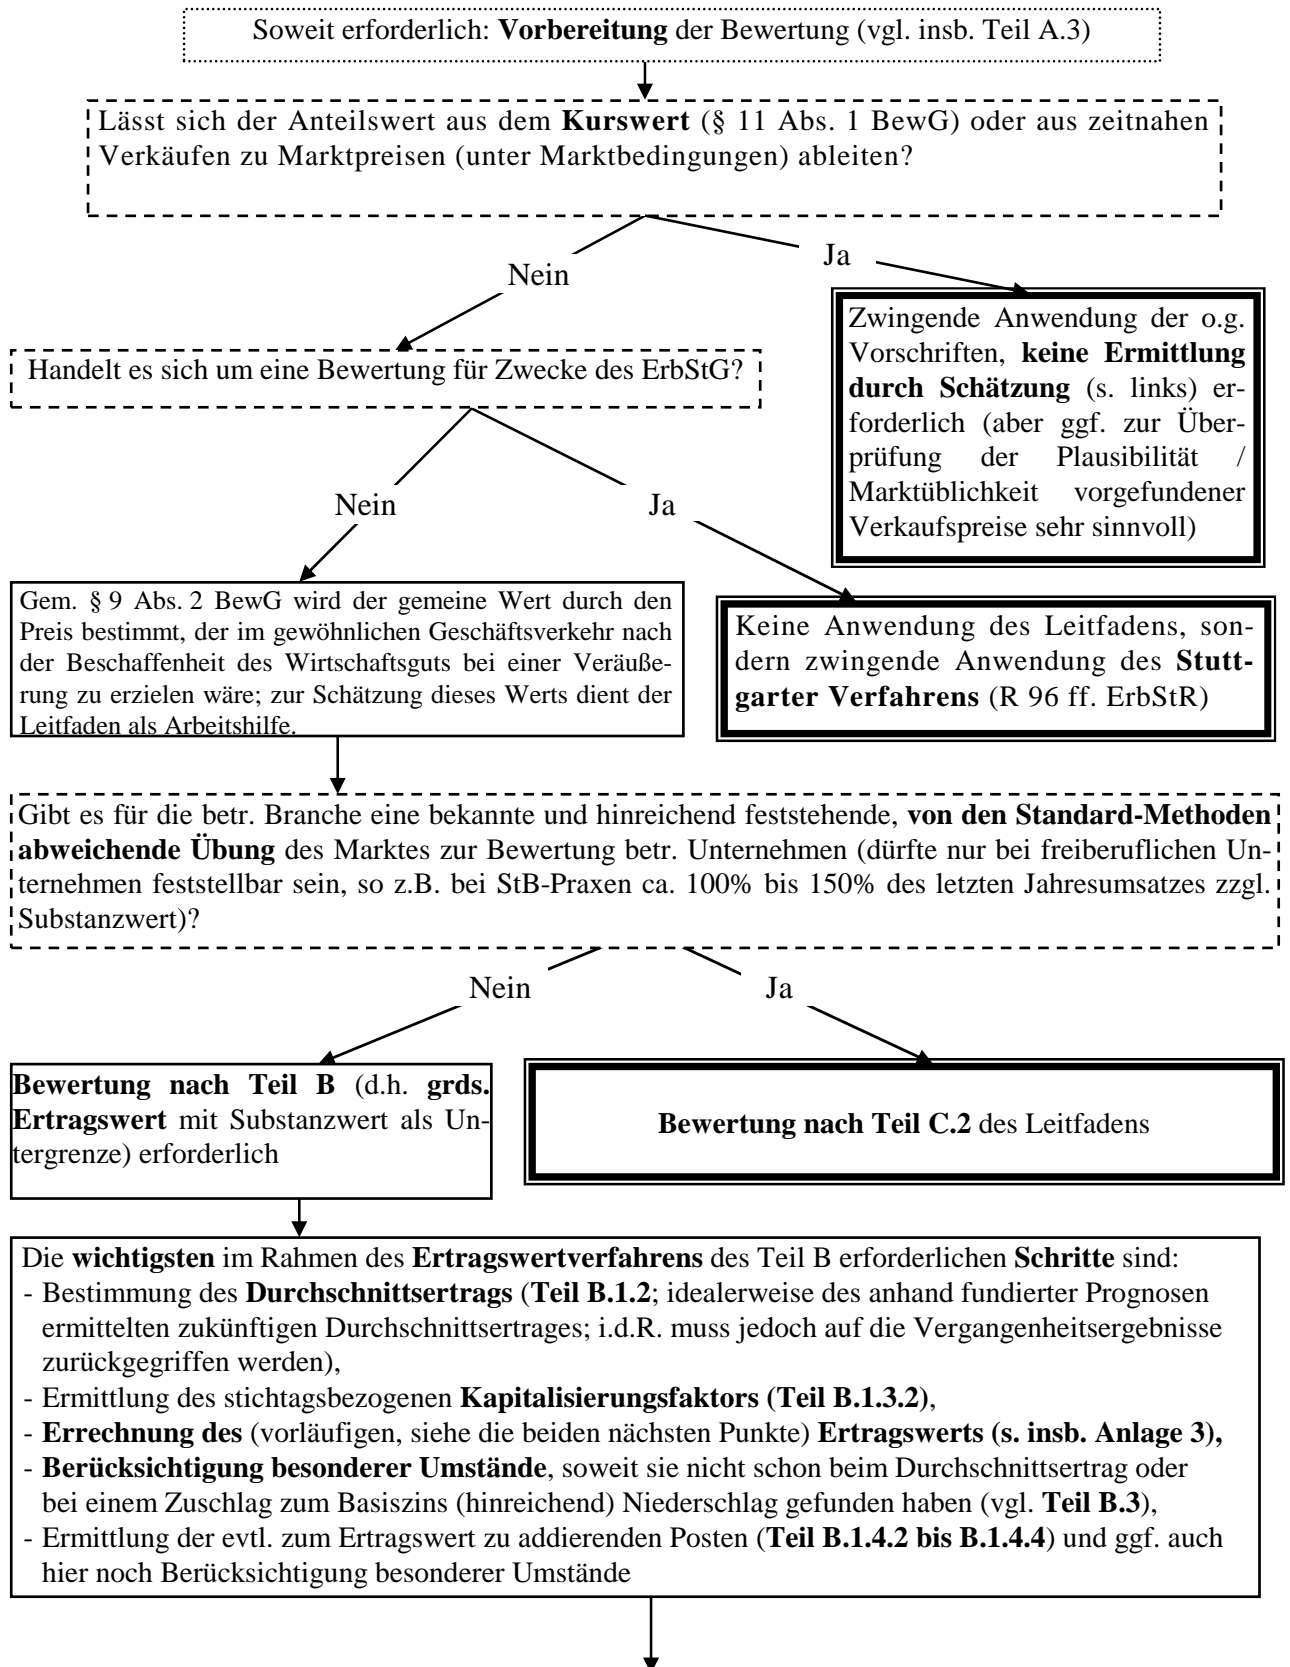 Soweit erforderlich: Vorbereitung der Bewertung (vgl. insb. Teil A.3)
Lässt sich der Anteilswert aus dem Kurswert (§ 11 Abs. 1 BewG) oder aus zeitnahen
Verkäufen zu Marktpreisen (unter Marktbedingungen) ableiten?
Nein
Ja
Zwingende Anwendung der o.g.
Vorschriften, keine Ermittlung
durch Schätzung (s. links) er-
forderlich (aber ggf. zur Über-
prüfung der Plausibilität /
Marktüblichkeit vorgefundener
Verkaufspreise sehr sinnvoll)
Handelt es sich um eine Bewertung für Zwecke des ErbStG?
Nein
Ja
Gem. § 9 Abs. 2 BewG wird der gemeine Wert durch den
Preis bestimmt, der im gewöhnlichen Geschäftsverkehr nach
der Beschaffenheit des Wirtschaftsguts bei einer Veräuße-
rung zu erzielen wäre; zur Schätzung dieses Werts dient der
Leitfaden als Arbeitshilfe.
Keine Anwendung des Leitfadens, son-
dern zwingende Anwendung des Stutt-
garter Verfahrens (R 96 ff. ErbStR)
Gibt es für die betr. Branche eine bekannte und hinreichend feststehende, von den Standard-Methoden
abweichende Übung des Marktes zur Bewertung betr. Unternehmen (dürfte nur bei freiberuflichen Un-
ternehmen feststellbar sein, so z.B. bei StB-Praxen ca. 100% bis 150% des letzten Jahresumsatzes zzgl.
Substanzwert)?
Nein
Ja
Bewertung nach Teil B (d.h. grds.
Ertragswert mit Substanzwert als Un-
tergrenze) erforderlich
Bewertung nach Teil C.2 des Leitfadens
Die wichtigsten im Rahmen des Ertragswertverfahrens des Teil B erforderlichen Schritte sind:
- Bestimmung des Durchschnittsertrags (Teil B.1.2; idealerweise des anhand fundierter Prognosen
ermittelten zukünftigen Durchschnittsertrages; i.d.R. muss jedoch auf die Vergangenheitsergebnisse
zurückgegriffen werden),
- Ermittlung des stichtagsbezogenen Kapitalisierungsfaktors (Teil B.1.3.2),
- Errechnung des (vorläufigen, siehe die beiden nächsten Punkte) Ertragswerts (s. insb. Anlage 3),
- Berücksichtigung besonderer Umstände, soweit sie nicht schon beim Durchschnittsertrag oder
bei einem Zuschlag zum Basiszins (hinreichend) Niederschlag gefunden haben (vgl. Teil B.3),
- Ermittlung der evtl. zum Ertragswert zu addierenden Posten (Teil B.1.4.2 bis B.1.4.4) und ggf. auch
hier noch Berücksichtigung besonderer Umstände